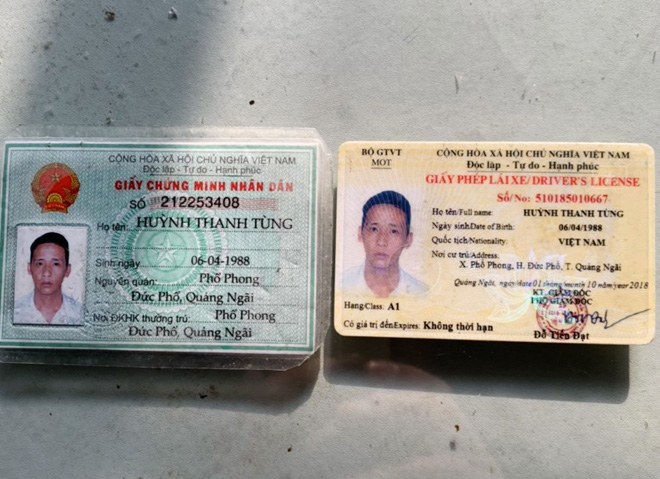 CỘNG HÒA XÃ HỘI CHỦ NGHĨA VIỆT NAM
Độc lập - Tự do - Hạnh phúc
GIẤY CHỨNG MINH NHÂN DÂN
SỐ 212253408
Họ tên: HUỲNH THANH TÙNG
Sinh ngày 06-04-1988
Nguyên quán: Phổ Phong
Đức Phổ, Quảng Ngãi
Nơi ĐKHK thường trú: Phổ Phong
Đức Phổ, Quảng Ngãi
BỘ GTVT
MOT
CỘNG HÒA XÃ HỘI CHỦ NGHĨA VIỆT NAM
Độc lập - Tự do - Hạnh phúc
GIẤY PHÉP LÁI XE/ DRIVER'S LICENSE
Số/No: 510185010667
Họ tên/Full name: HUỲNH THANH TÙNG
Ngày sinh/Date of Birth: 06/04/1988
Quốc tịch/Nationality: VIỆT NAM
Nơi cư trú/Address:
X. Phổ Phong, H. Đức Phổ, T. Quảng Ngãi
Quảng Ngãi, ngày/date 01 tháng/month 10 năm/year 2018
KT. GIÁM ĐỐC
PHÓ GIÁM ĐỐC
Hạng/Class: A1
Có giá trị đến/Expires: Không thời hạn
Đỗ Tiến Đạt